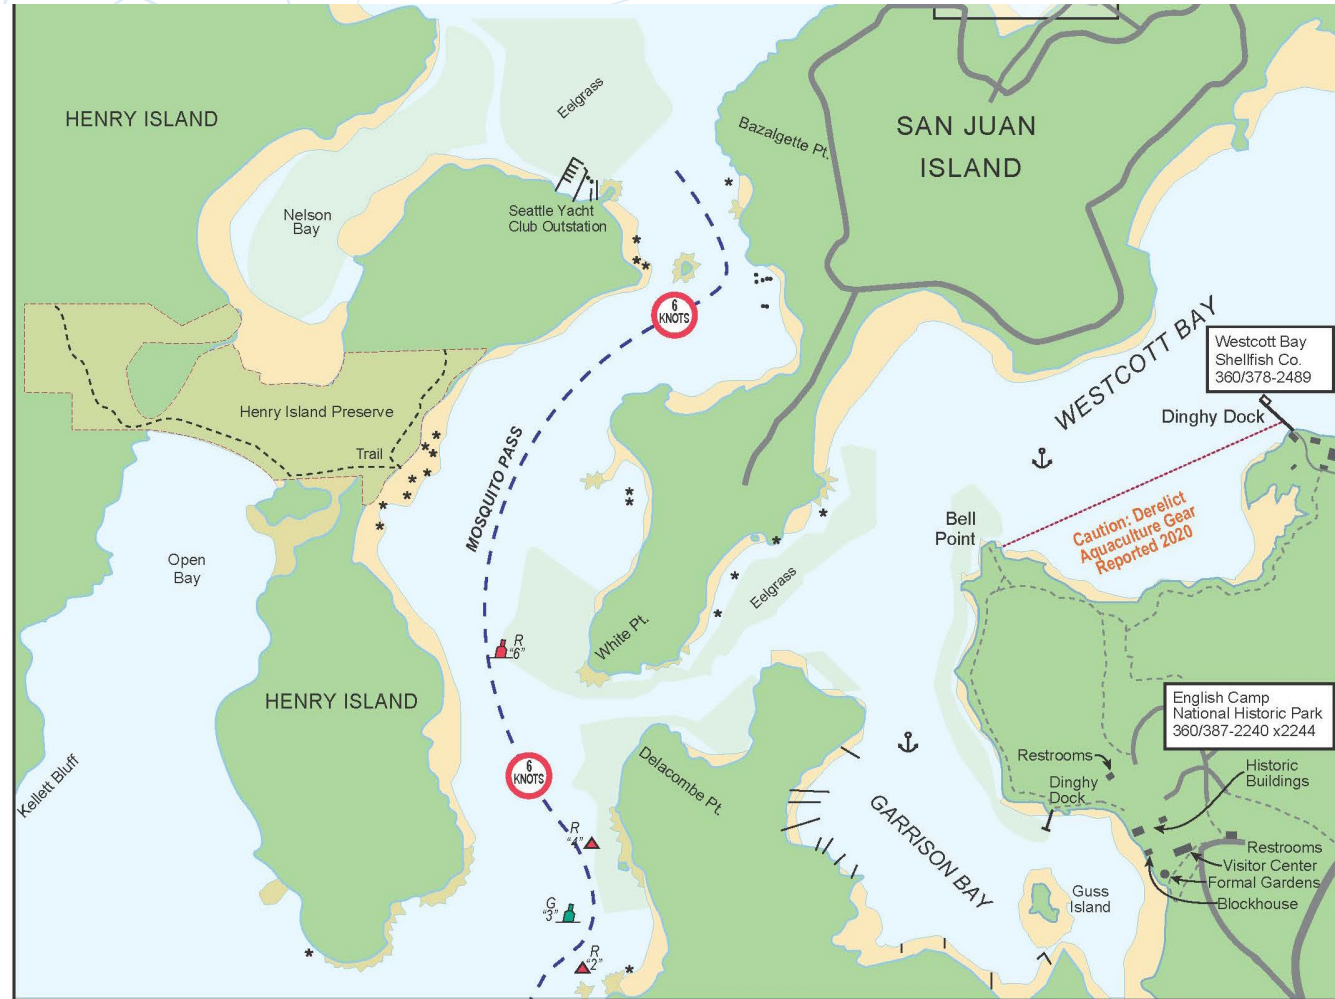 HENRY ISLAND
Eelgrass
Bazalgette Pt.
SAN JUAN
ISLAND
Nelson
Bay
Seattle Yacht
Club Outstation
6
KNOTS
WESTCOTT BAY
Westcott Bay
Shellfish Co.
360/378-2489
Dinghy Dock
Henry Island Preserve
Trail
MOSQUITO PASS
Caution: Derelict
Aquaculture Gear
Reported 2020
Bell
Point
Open
Bay
Eelgrass
White Pt.
R
"6"
HENRY ISLAND
English Camp
National Historic Park
360/387-2240 x2244
Kellett Bluff
6
KNOTS
Delacombe Pt.
Restrooms
Dinghy
Dock
Historic
Buildings
GARRISON BAY
R
"4"
Restrooms
Visitor Center
Formal Gardens
Blockhouse
Guss
Island
G
"3"
R
"2"